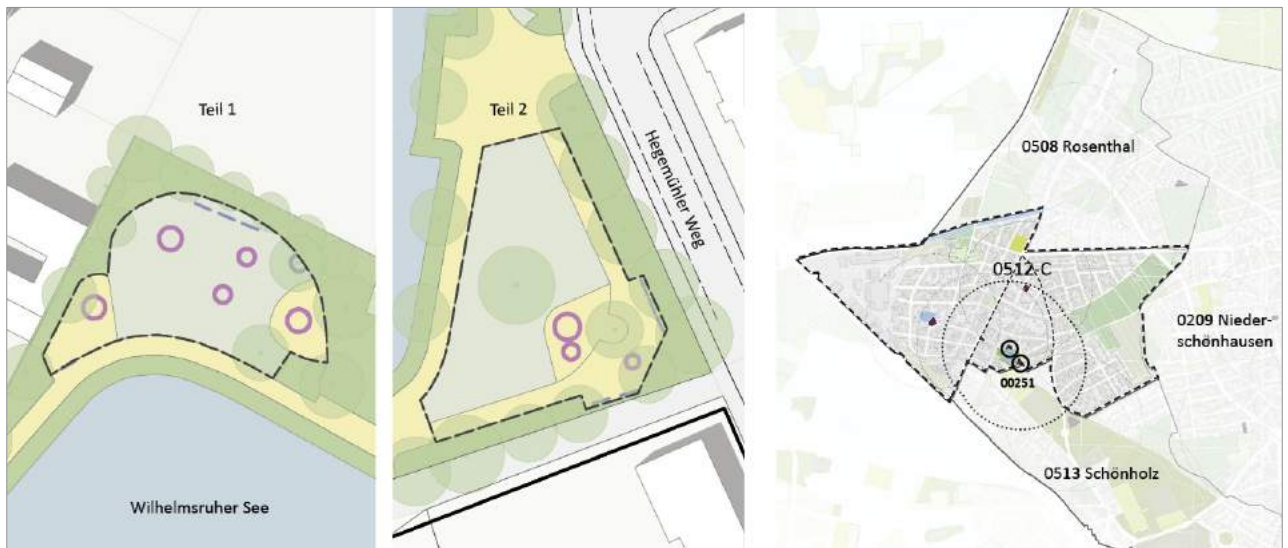 Teil 1
Wilhelmsruher See
Teil 2
Hegemühler Weg
0508 Rosenthal
0512-C
0209 Nieder-
schönhausen
00251
0513 Schönholz